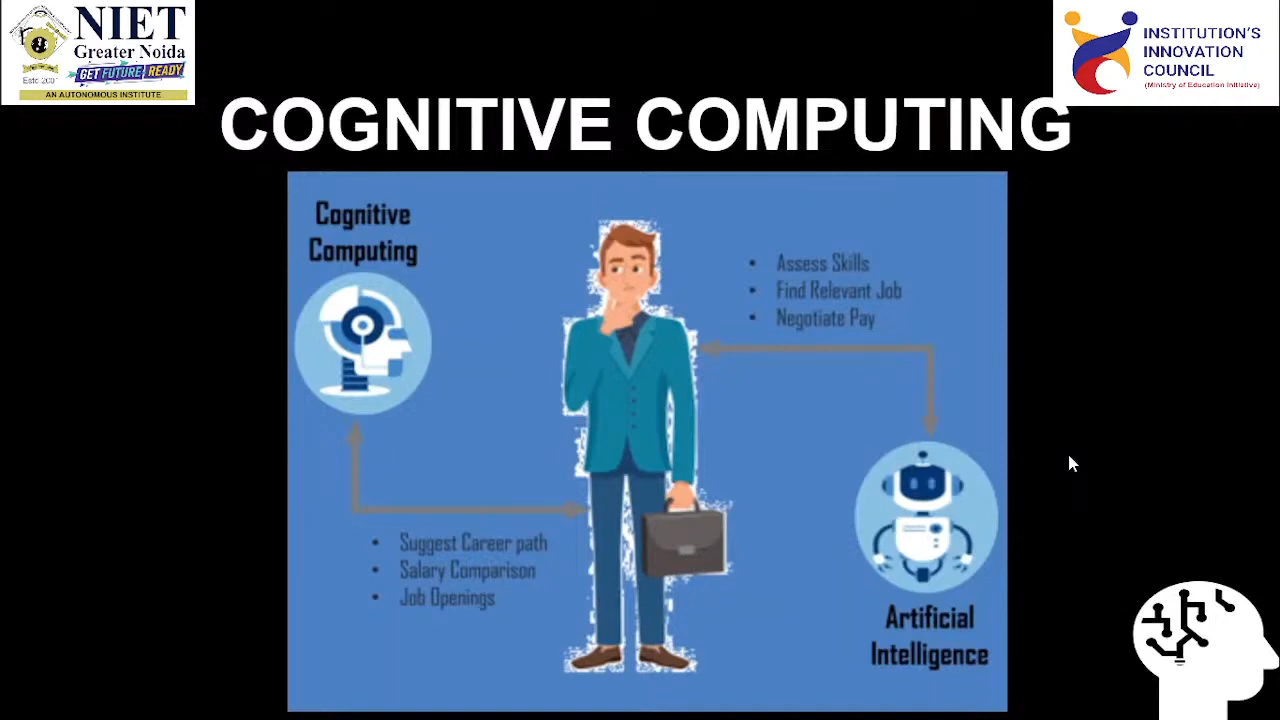 NIET
Greater Noida
GET FUTURE READY
AN AUTONOMOUS INSTITUTE
INSTITUTION'S
INNOVATION
COUNCIL
(Ministry of Education Initiative)
COGNITIVE COMPUTING
Cognitive
Computing
• Assess Skills
• Find Relevant Job
• Negotiate Pay
• Suggest Career path
• Salary Comparison
• Job Openings
Artificial
Intelligence